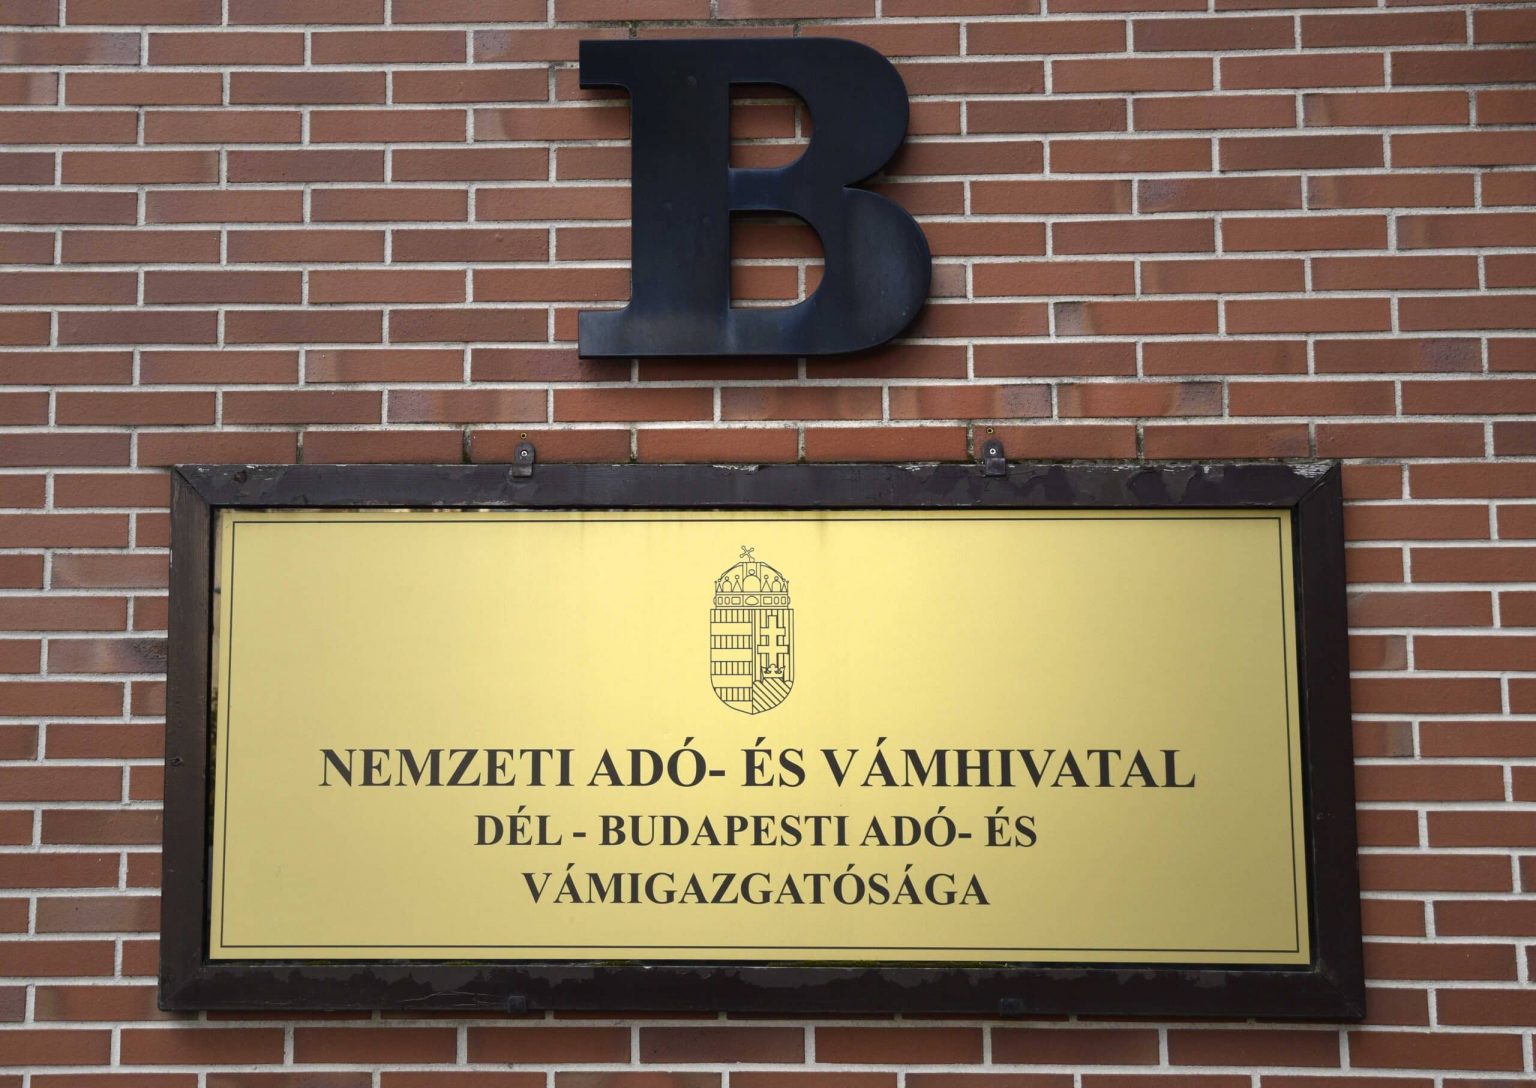 B
NEMZETI ADÓ- ÉS VÁMHIVATAL
DÉL - BUDAPESTI ADÓ- ÉS
VÁMIGAZGATÓSÁGA